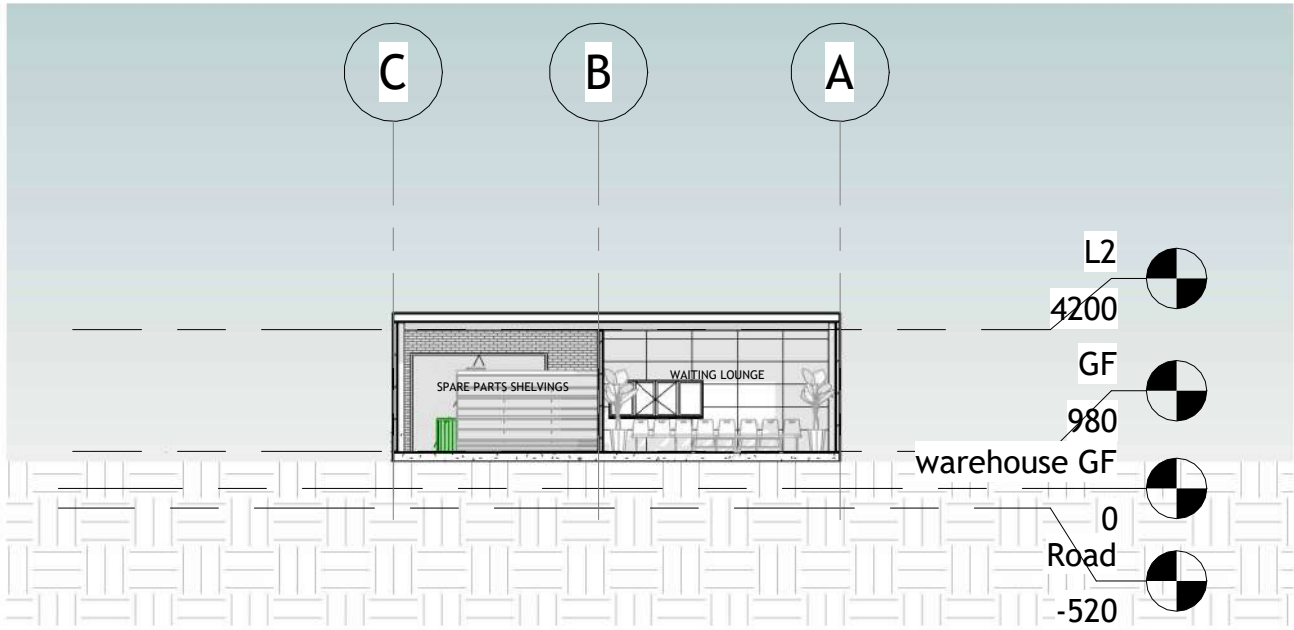 C
B
A
L2
4200
GF
980
WAITING LOUNGE
SPARE PARTS SHELVINGS
warehouse GF
0
Road
-520